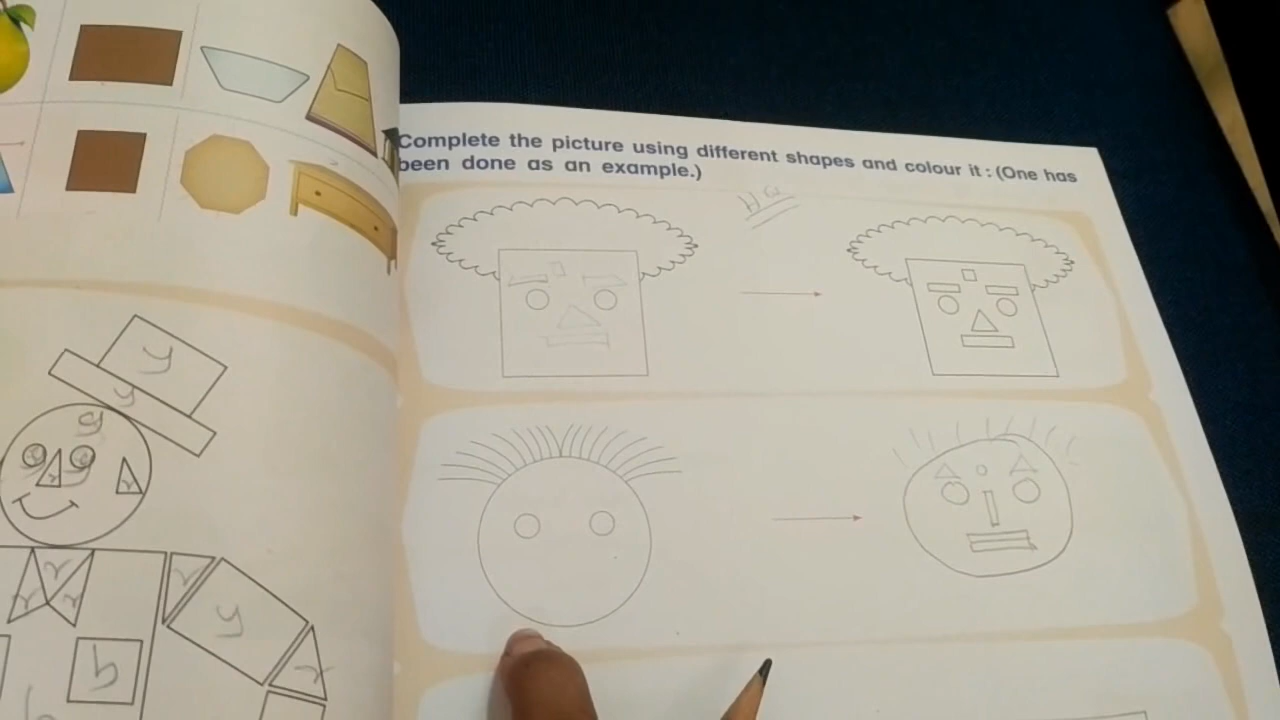 Complete the picture using different shapes and colour it : (One has
been done as an example.)
H.W
y
y
y
y
b